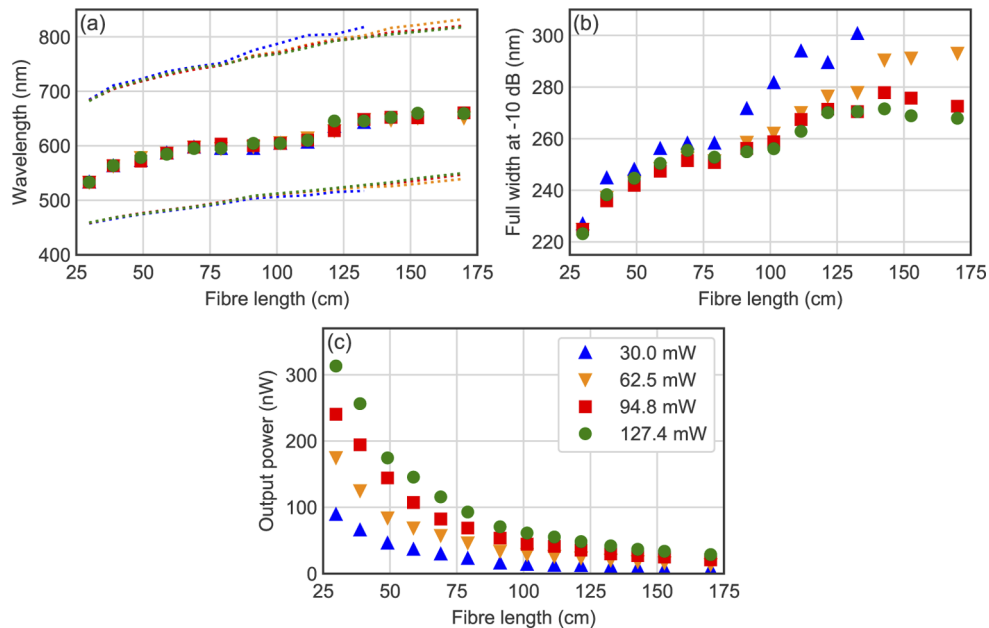 (a)
800
700
600
500
400
Wavelength (nm)
25 50 75 100 125 150 175
Fibre length (cm)
(b)
300
280
260
240
220
Full width at -10 dB (nm)
25 50 75 100 125 150 175
Fibre length (cm)
(c)
300
200
100
0
Output power (nW)
30.0 mW
62.5 mW
94.8 mW
127.4 mW
25 50 75 100 125 150 175
Fibre length (cm)